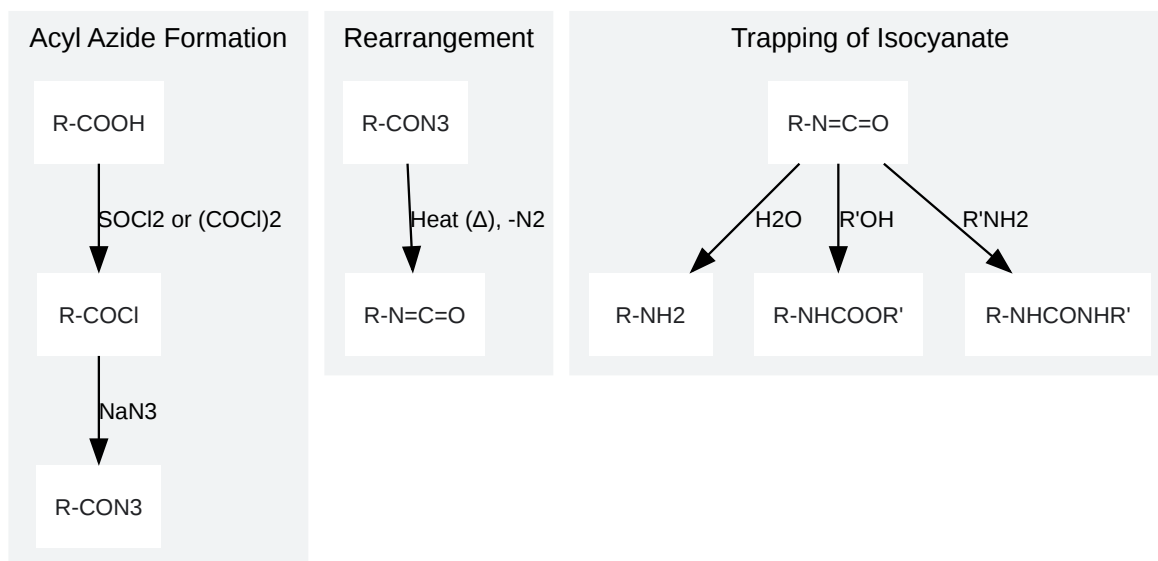 Acyl Azide Formation
R-COOH
SOCl2 or (COCl)2
R-COCl
NaN3
R-CON3
Rearrangement
R-CON3
Heat (Δ), -N2
R-N=C=O
Trapping of Isocyanate
R-N=C=O
H2O
R'OH
R'NH2
R-NH2
R-NHCOOR'
R-NHCONHR'